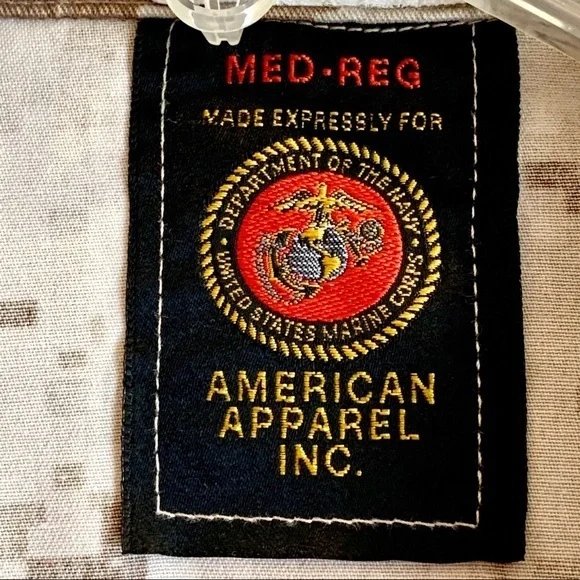 MED-REG
MADE EXPRESSLY FOR
DEPARTMENT OF THE NAVY
UNITED STATES MARINE CORPS
AMERICAN
APPAREL
INC.